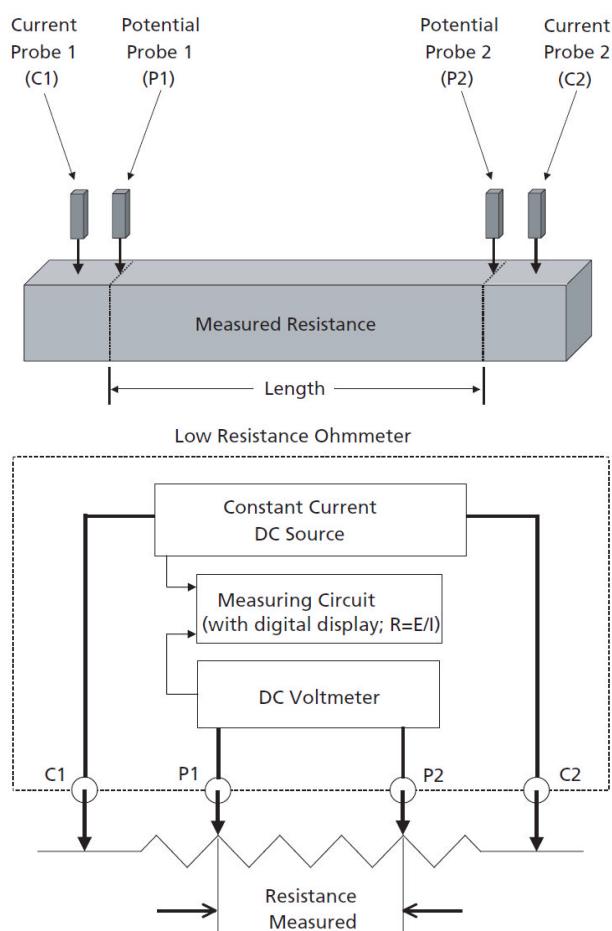 Current
Probe 1
(C1)
Potential
Probe 1
(P1)
Potential
Probe 2
(P2)
Current
Probe 2
(C2)
Measured Resistance
Length
Low Resistance Ohmmeter
Constant Current
DC Source
Measuring Circuit
(with digital display; R=E/I)
DC Voltmeter
C1
P1
P2
C2
Resistance
Measured